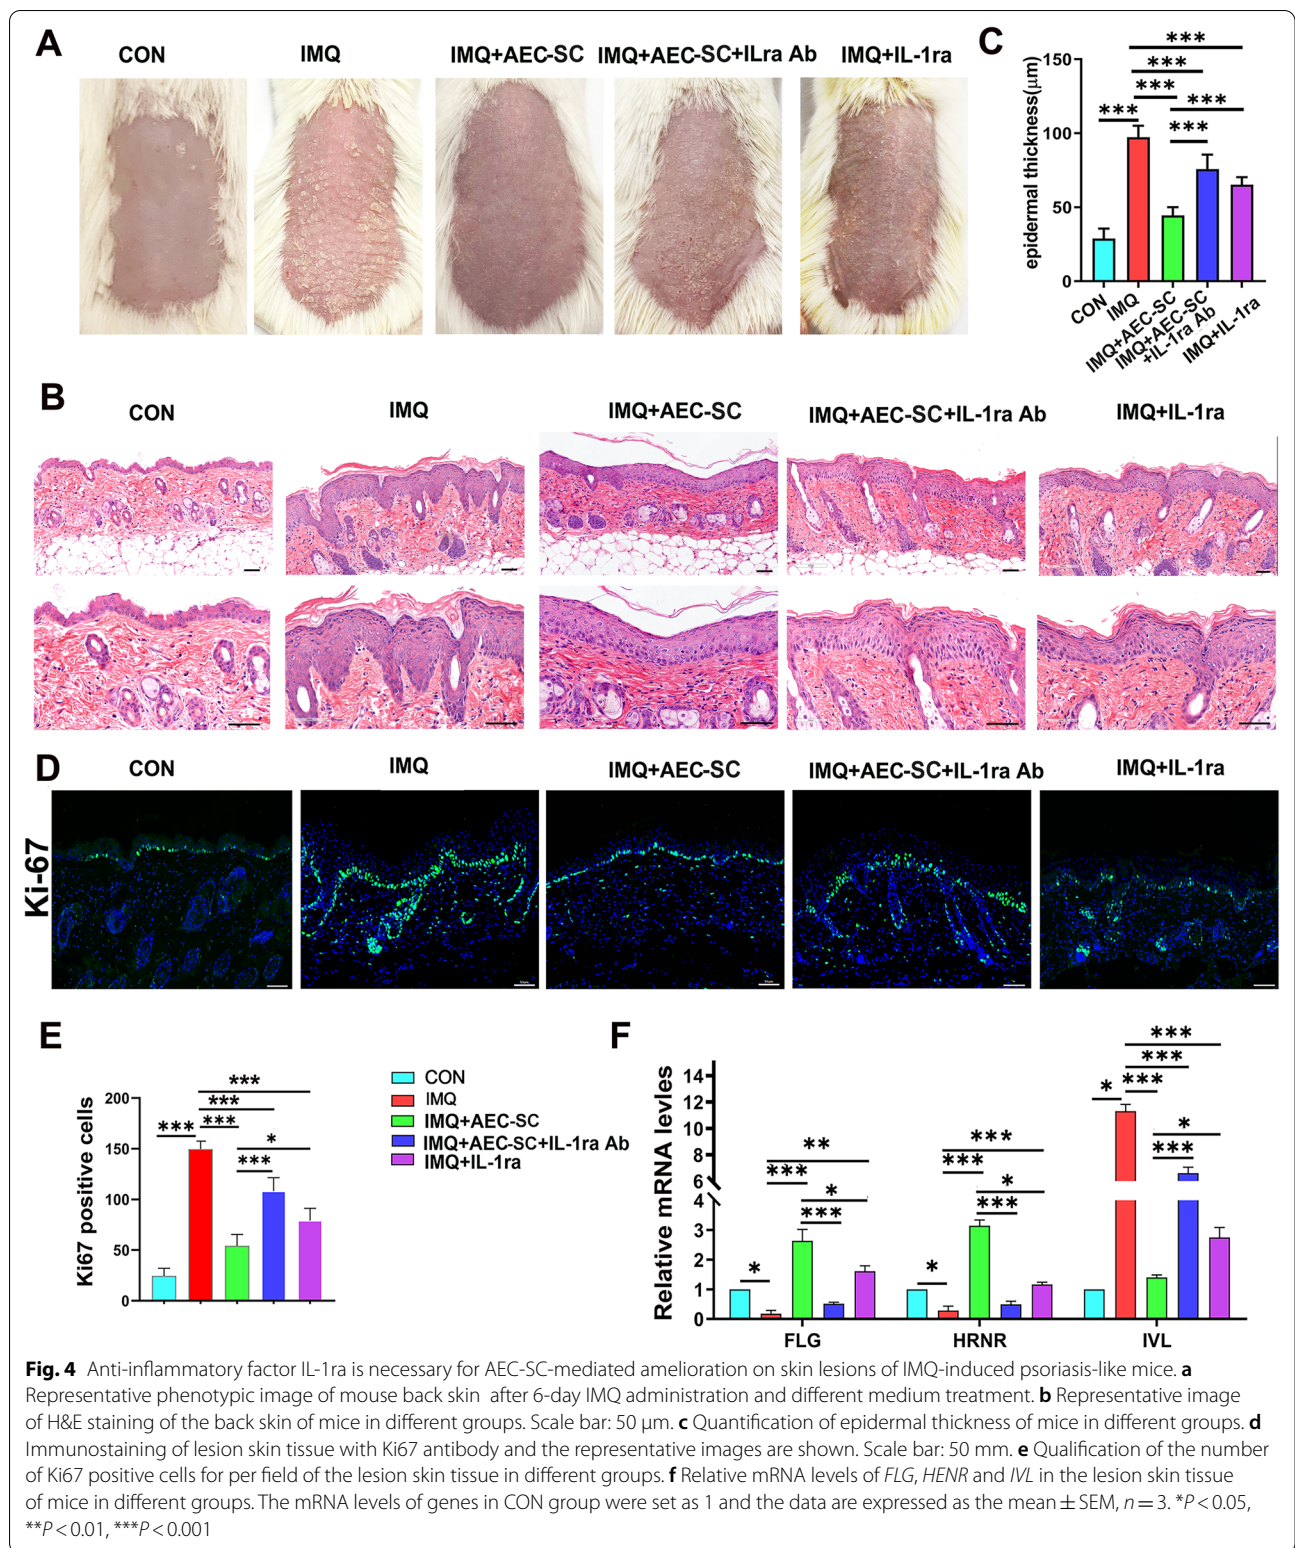 A
CON
IMQ
IMQ+AEC-SC
IMQ+AEC-SC+ILra Ab
IMQ+IL-1ra
C
epidermal thickness(μm)
150
100
50
0
***
***
***
***
***
***
CON
IMQ
IMQ+AEC-SC
IMQ+AEC-SC
+IL-1ra Ab
IMQ+IL-1ra
B
CON
IMQ
IMQ+AEC-SC
IMQ+AEC-SC+IL-1ra Ab
IMQ+IL-1ra
D
CON
IMQ
IMQ+AEC-SC
IMQ+AEC-SC+IL-1ra Ab
IMQ+IL-1ra
Ki-67
E
Ki67 positive cells
200
150
100
50
0
***
***
***
***
*
***
CON
IMQ
IMQ+AEC-SC
IMQ+AEC-SC+IL-1ra Ab
IMQ+IL-1ra
F
Relative mRNA levles
14
12
10
8
6
4
3
2
1
0
*
**
***
*
***
*
***
***
*
***
*
***
***
***
*
***
FLG
HRNR
IVL
Fig. 4 Anti-inflammatory factor IL-1ra is necessary for AEC-SC-mediated amelioration on skin lesions of IMQ-induced psoriasis-like mice. a
Representative phenotypic image of mouse back skin after 6-day IMQ administration and different medium treatment. b Representative image
of H&E staining of the back skin of mice in different groups. Scale bar: 50 μm. c Quantification of epidermal thickness of mice in different groups. d
Immunostaining of lesion skin tissue with Ki67 antibody and the representative images are shown. Scale bar: 50 mm. e Qualification of the number
of Ki67 positive cells for per field of the lesion skin tissue in different groups. f Relative mRNA levels of FLG, HENR and IVL in the lesion skin tissue
of mice in different groups. The mRNA levels of genes in CON group were set as 1 and the data are expressed as the mean ± SEM, n = 3. *P < 0.05,
**P < 0.01, ***P < 0.001